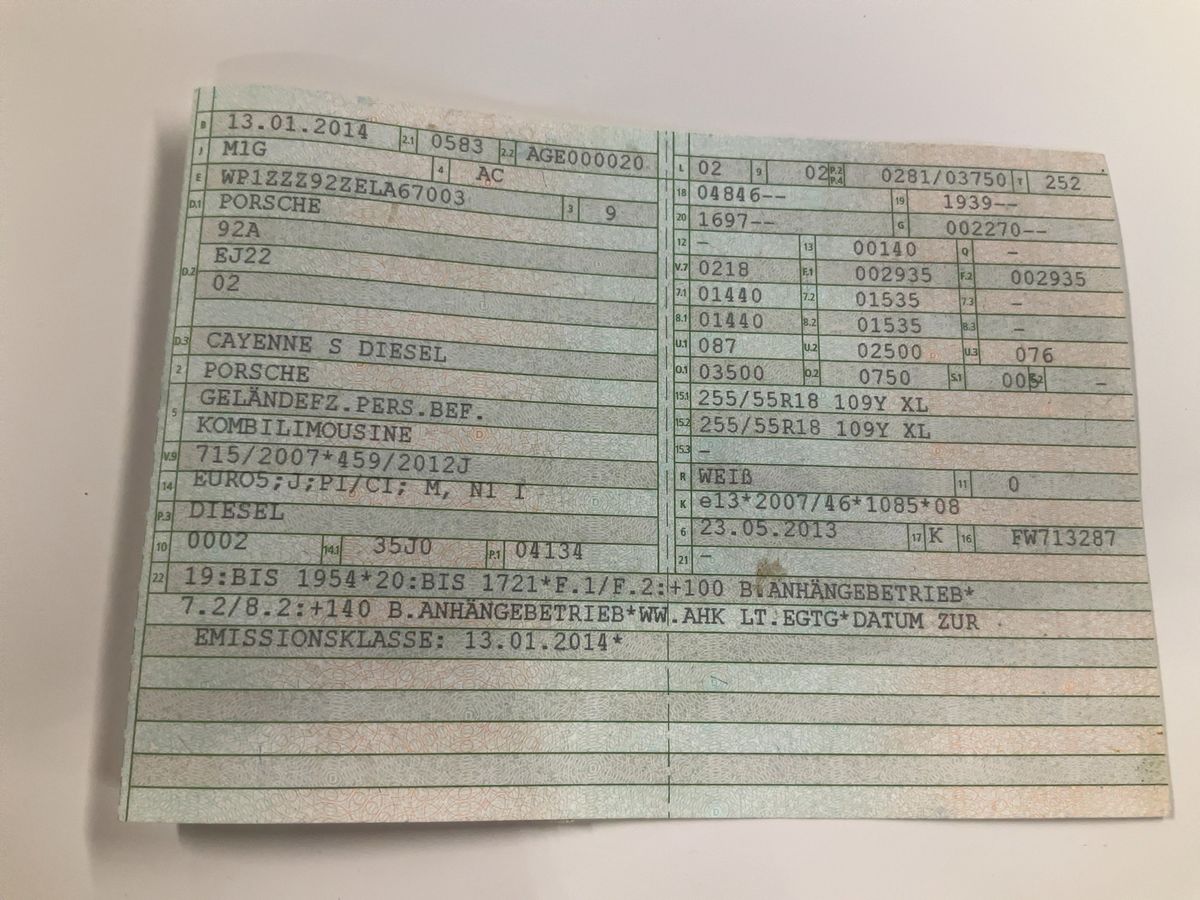 B 13.01.2014 2.1 0583 2.2 AGE000020
J M1G 4 AC
E WP1ZZZ92ZELA67003 3 9
D.1 PORSCHE
D.2 92A
EJ22
02
D.3 CAYENNE S DIESEL
2 PORSCHE
5 GELÄNDEFZ.PERS.BEF.
KOMBILIMOUSINE
V.9 715/2007*459/2012J
14 EURO5;J;PI/CI; M, N1 I
P.3 DIESEL
10 0002 14.1 35J0 P.1 04134
L 02 9 02 P.2 P.4 0281/03750 T 252
18 04846-- 19 1939--
20 1697-- G 002270--
12 – 13 00140 Q –
V.7 0218 F.1 002935 F.2 002935
7.1 01440 7.2 01535 7.3 –
8.1 01440 8.2 01535 8.3 –
U.1 087 U.2 02500 U.3 076
O.1 03500 O.2 0750 S.1 005 S.2 –
15.1 255/55R18 109Y XL
15.2 255/55R18 109Y XL
15.3 –
R WEIß 11 0
K e13*2007/46*1085*08
6 23.05.2013 17 K 16 FW713287
21 –
22 19:BIS 1954*20:BIS 1721*F.1/F.2:+100 B.ANHÄNGEBETRIEB*
7.2/8.2:+140 B.ANHÄNGEBETRIEB*WW.AHK LT.EGTG*DATUM ZUR
EMISSIONSKLASSE: 13.01.2014*